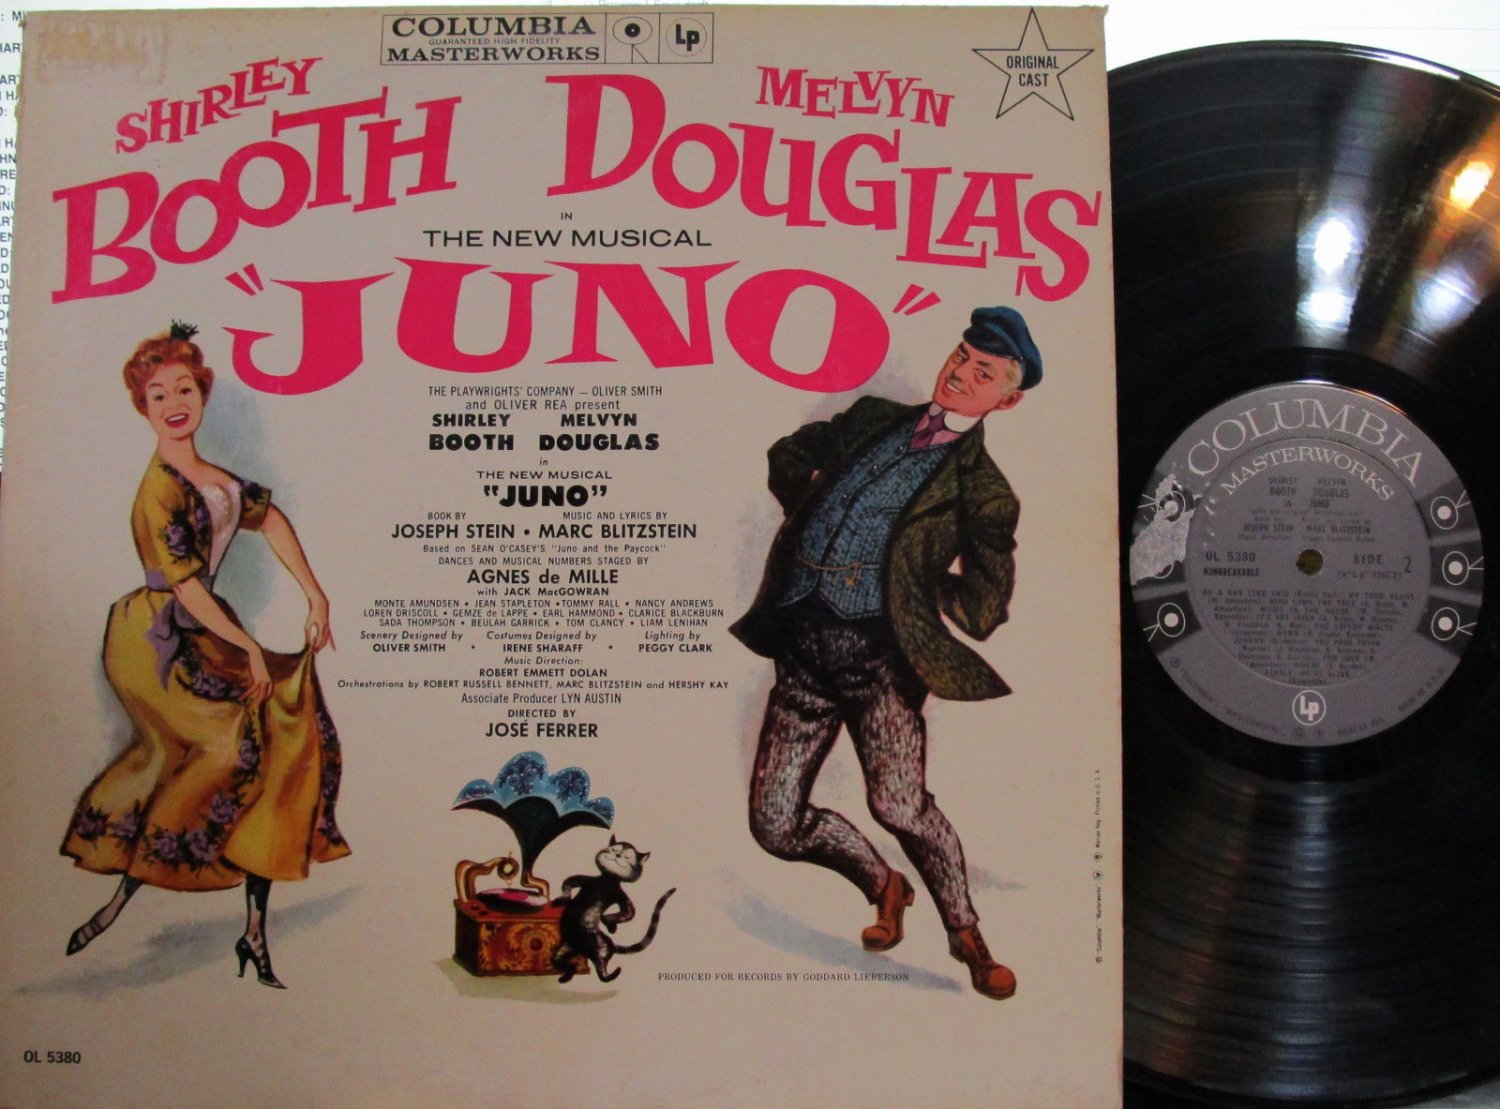 COLUMBIA
GUARANTEED HIGH FIDELITY
MASTERWORKS
Lp
ORIGINAL
CAST
SHIRLEY
BOOTH
MELVYN
DOUGLAS
IN
THE NEW MUSICAL
"JUNO"
THE PLAYWRIGHTS' COMPANY – OLIVER SMITH
and OLIVER REA present
SHIRLEY MELVYN
BOOTH DOUGLAS
in
THE NEW MUSICAL
"JUNO"
BOOK BY MUSIC AND LYRICS BY
JOSEPH STEIN • MARC BLITZSTEIN
Based on SEAN O'CASEY'S "Juno and the Paycock"
DANCES AND MUSICAL NUMBERS STAGED BY
AGNES de MILLE
with JACK MacGOWRAN
MONTE AMUNDSEN • JEAN STAPLETON • TOMMY RALL • NANCY ANDREWS
LOREN DRISCOLL • GEMZE de LAPPE • EARL HAMMOND • CLARICE BLACKBURN
SADA THOMPSON • BEULAH GARRICK • TOM CLANCY • LIAM LENIHAN
Scenery Designed by Costumes Designed by Lighting by
OLIVER SMITH • IRENE SHARAFF • PEGGY CLARK
Music Direction:
ROBERT EMMETT DOLAN
Orchestrations by ROBERT RUSSELL BENNETT, MARC BLITZSTEIN and HERSHY KAY
Associate Producer LYN AUSTIN
DIRECTED BY
JOSÉ FERRER
PRODUCED FOR RECORDS BY GODDARD LIEBERSON
OL 5380
® "Columbia" "Masterworks" Marcas Reg. Printed in U.S.A.
COLUMBIA
MASTERWORKS
SHIRLEY MELVYN
BOOTH DOUGLAS
IN JUNO
JOSEPH STEIN • MARC BLITZSTEIN
OL 5380 SIDE 2
NONBREAKABLE
Lp